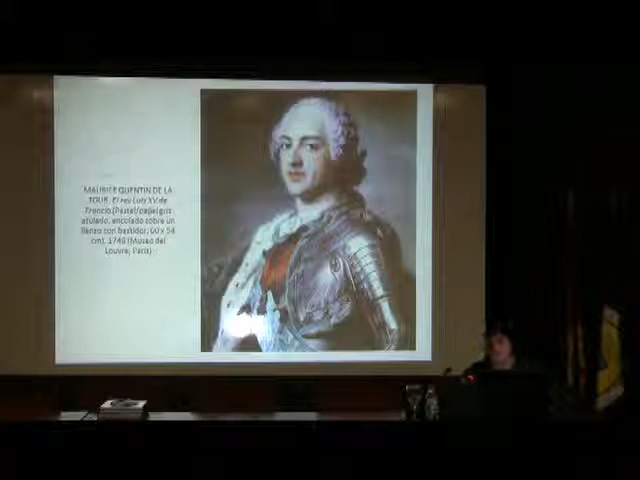 MAURICE QUENTIN DE LA
TOUR. El rey Luis XV de
Francia (Pastel/papel gris
azulado, encolado sobre un
lienzo con bastidor, 60 x 54
cm), 1748 (Museo del
Louvre, París)